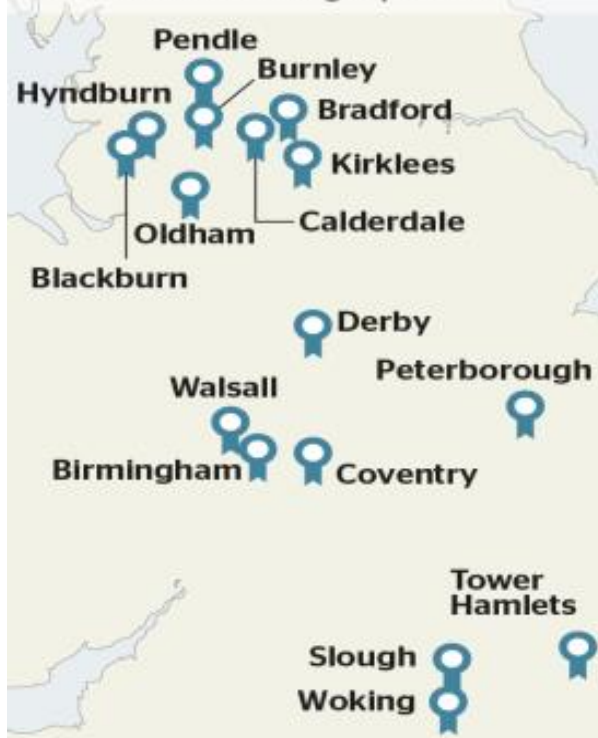 Pendle
Burnley
Hyndburn
Bradford
Kirklees
Calderdale
Oldham
Blackburn
Derby
Peterborough
Walsall
Birmingham
Coventry
Tower
Hamlets
Slough
Woking